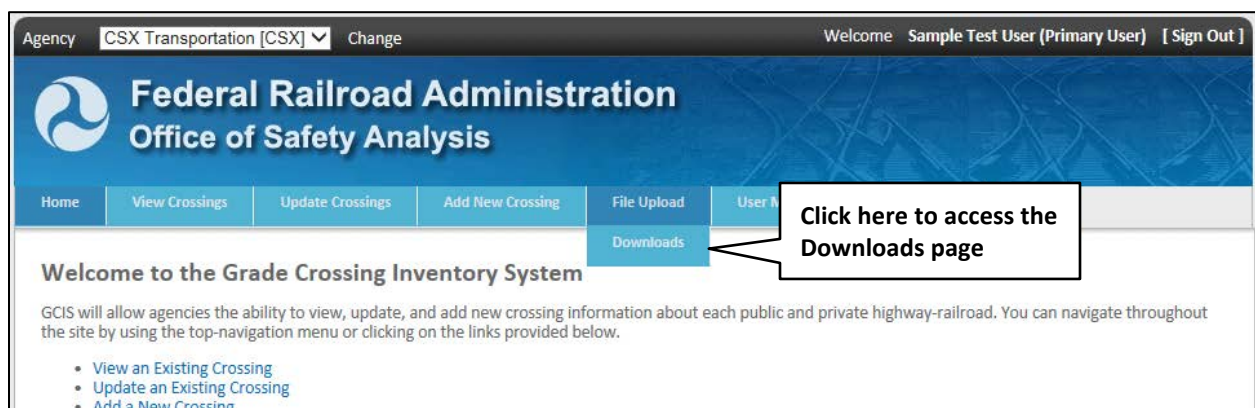 Agency CSX Transportation [CSX] Change Welcome Sample Test User (Primary User) [ Sign Out ]
Federal Railroad Administration
Office of Safety Analysis
Home View Crossings Update Crossings Add New Crossing File Upload User
Downloads
Click here to access the
Downloads page
Welcome to the Grade Crossing Inventory System
GCIS will allow agencies the ability to view, update, and add new crossing information about each public and private highway-railroad. You can navigate throughout
the site by using the top-navigation menu or clicking on the links provided below.
• View an Existing Crossing
• Update an Existing Crossing
• Add a New Crossing